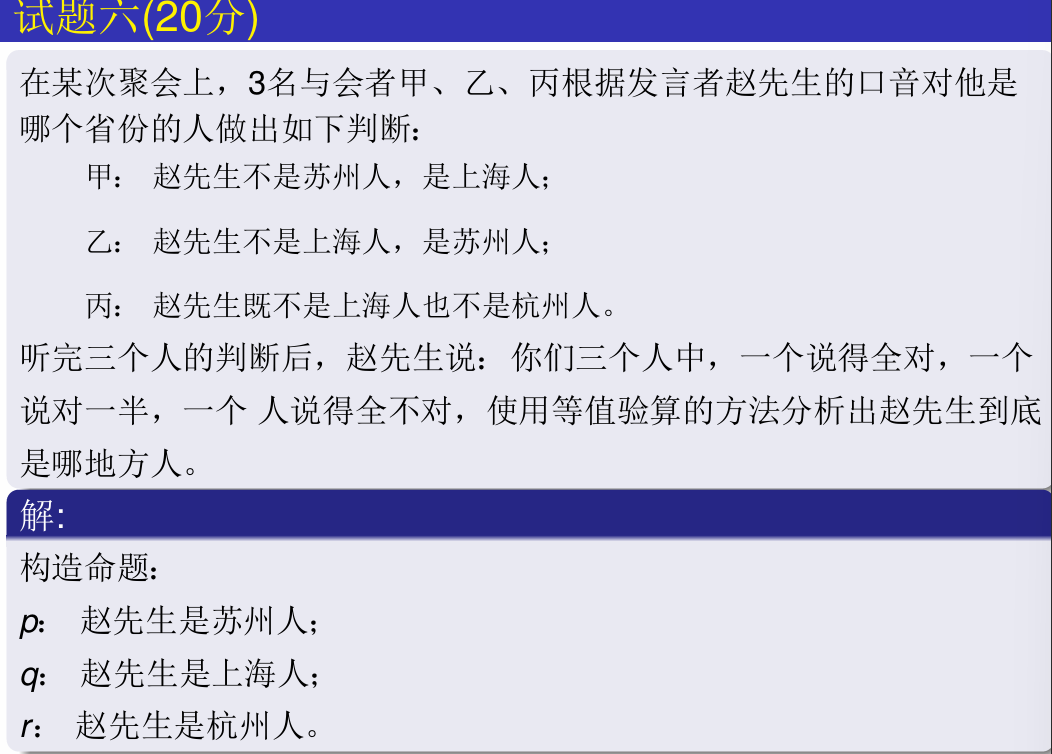 试题六(20分)
在某次聚会上，3名与会者甲、乙、丙根据发言者赵先生的口音对他是
哪个省份的人做出如下判断：
甲： 赵先生不是苏州人，是上海人；
乙： 赵先生不是上海人，是苏州人；
丙： 赵先生既不是上海人也不是杭州人。
听完三个人的判断后，赵先生说：你们三个人中，一个说得全对，一个
说对一半，一个 人说得全不对，使用等值验算的方法分析出赵先生到底
是哪地方人。
解:
构造命题：
p： 赵先生是苏州人；
q： 赵先生是上海人；
r： 赵先生是杭州人。